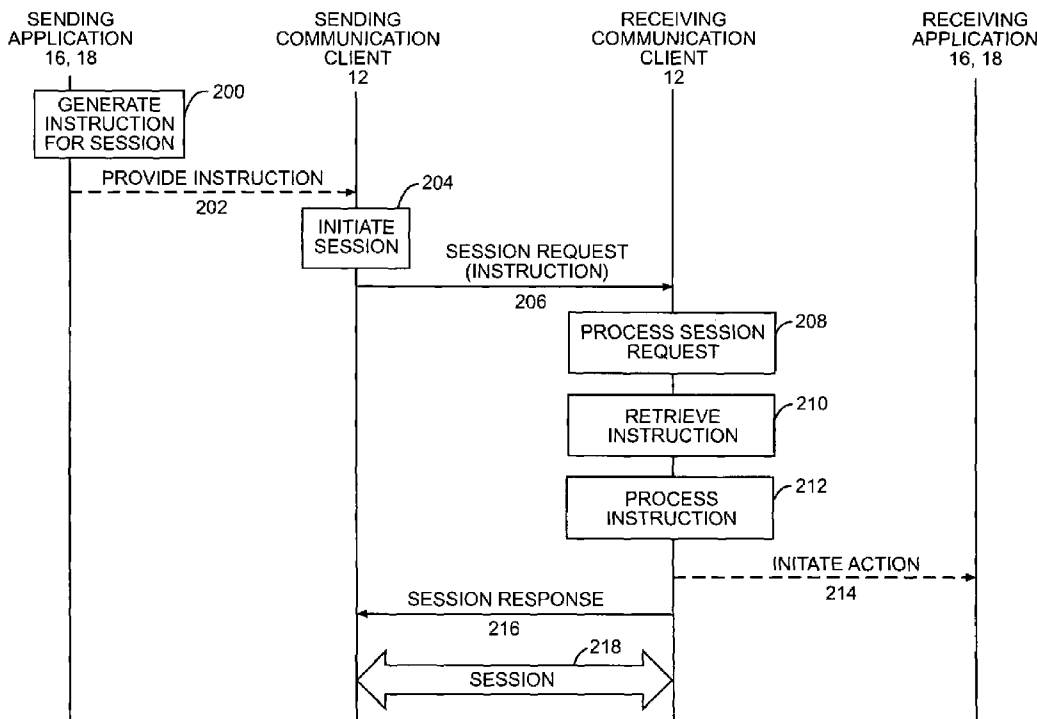 SENDING
APPLICATION
16, 18
SENDING
COMMUNICATION
CLIENT
12
RECEIVING
COMMUNICATION
CLIENT
12
RECEIVING
APPLICATION
16, 18
GENERATE
INSTRUCTION
FOR SESSION
200
PROVIDE INSTRUCTION
202
204
INITIATE
SESSION
SESSION REQUEST
(INSTRUCTION)
206
PROCESS SESSION
REQUEST
208
RETRIEVE
INSTRUCTION
210
PROCESS
INSTRUCTION
212
INITATE ACTION
214
SESSION RESPONSE
216
218
SESSION